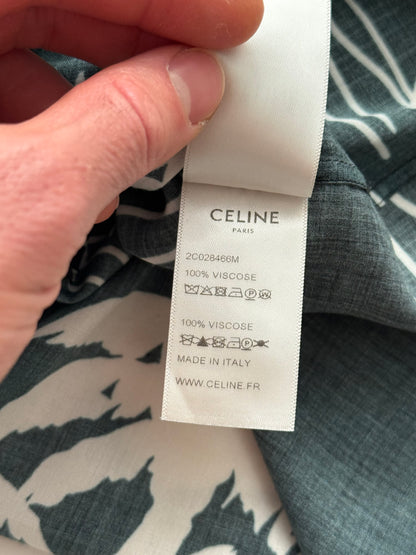 CELINE
PARIS
2C028466M
100% VISCOSE
100% VISCOSE
MADE IN ITALY
WWW.CELINE.FR